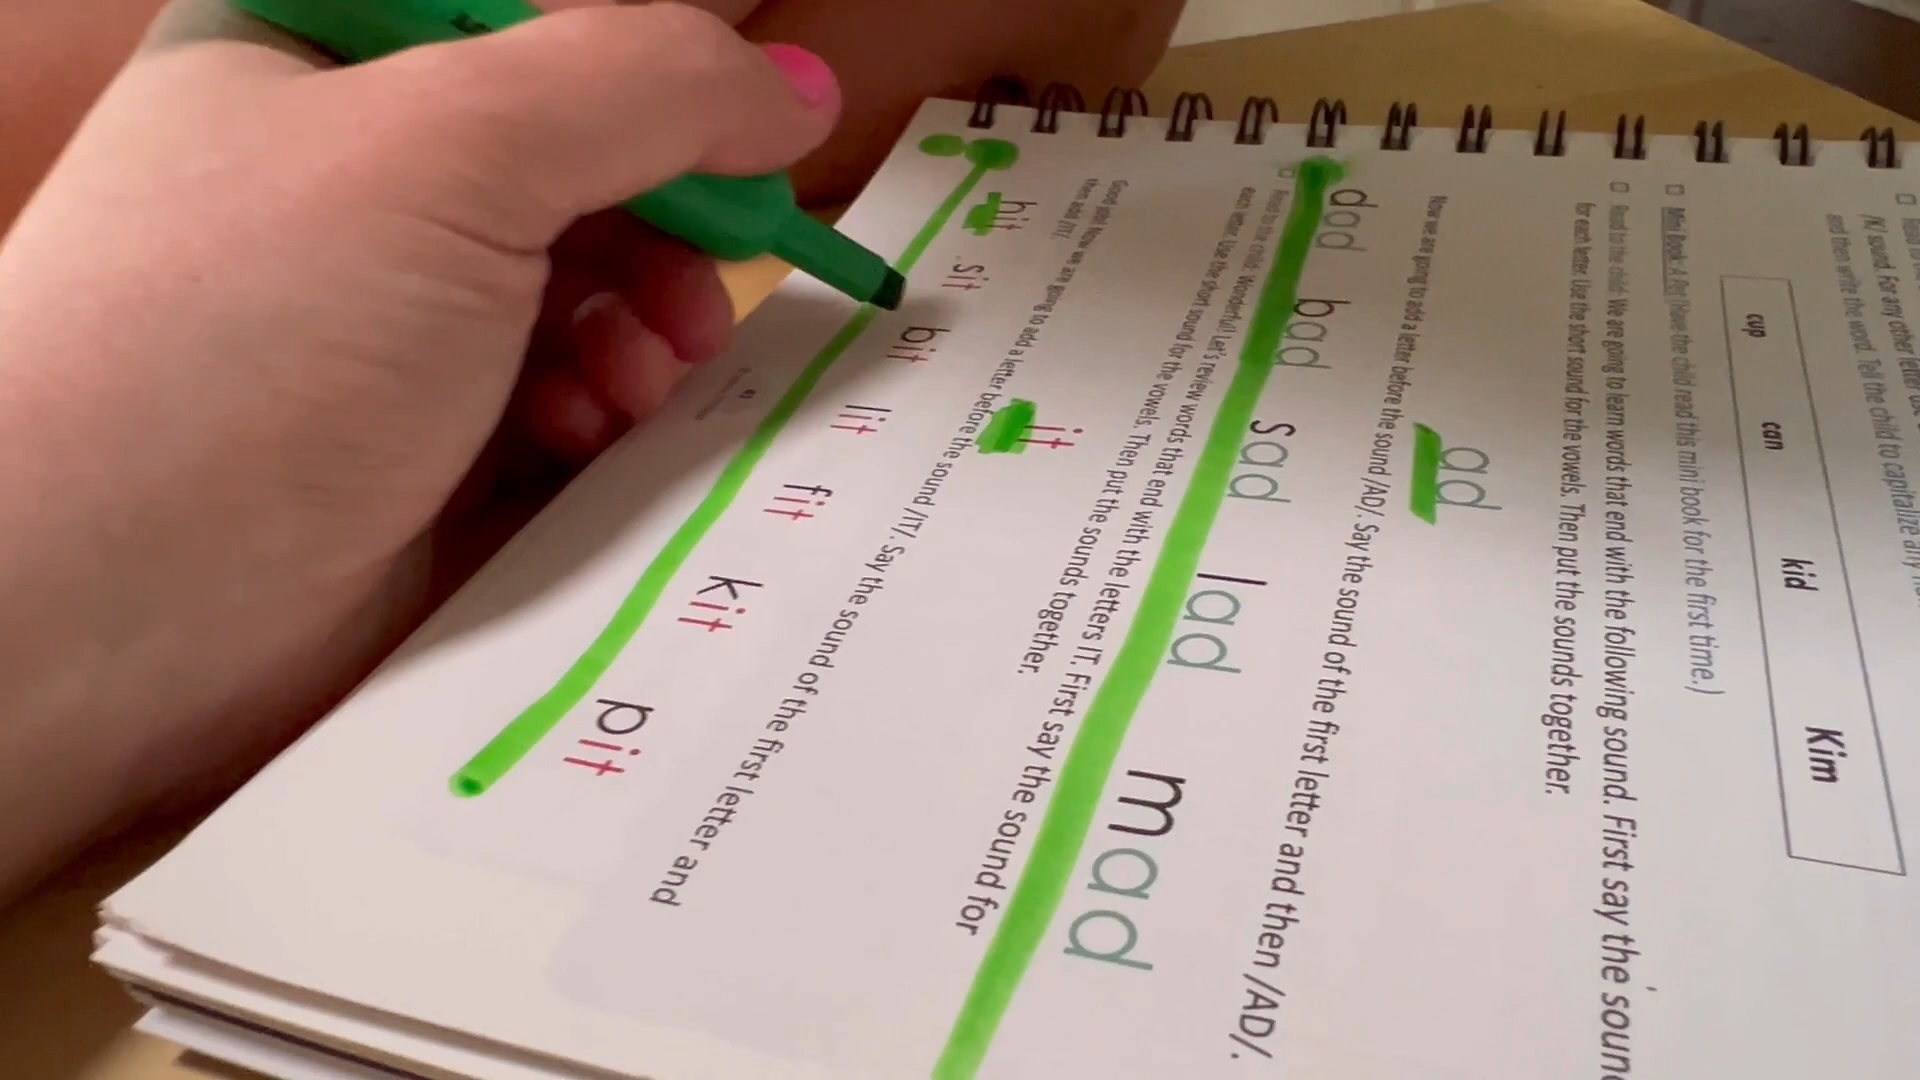 /K/ sound. For any other letter use
and then write the word. Tell the child to capitalize any
cup can kid Kim
Mini Book: A Pet (Have the child read this mini book for the first time.)
Read to the child: We are going to learn words that end with the following sound. First say the soun
for each letter. Use the short sound for the vowels. Then put the sounds together.
ad
Now we are going to add a letter before the sound /AD/. Say the sound of the first letter and then /AD/.
dad bad sad lad mad
Read to the child: Wonderful! Let's review words that end with the letters IT. First say the sound for
each letter. Use the short sound for the vowels. Then put the sounds together.
it
Good job! Now we are going to add a letter before the sound /IT/. Say the sound of the first letter and
then add /IT/.
hit sit bit lit fit kit pit